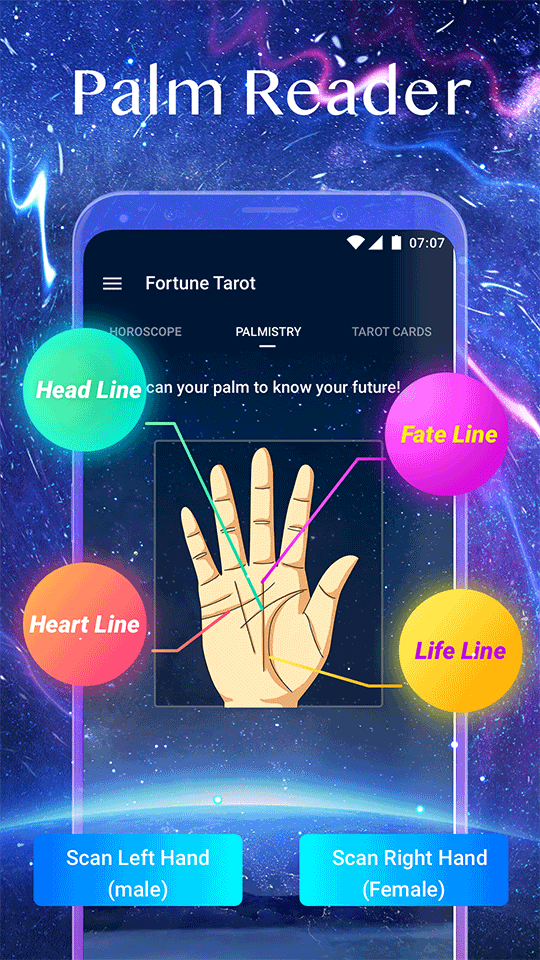 Palm Reader
07:07
Fortune Tarot
HOROSCOPE
PALMISTRY
TAROT CARDS
can your palm to know your future!
Head Line
Fate Line
Heart Line
Life Line
Scan Left Hand
(male)
Scan Right Hand
(Female)